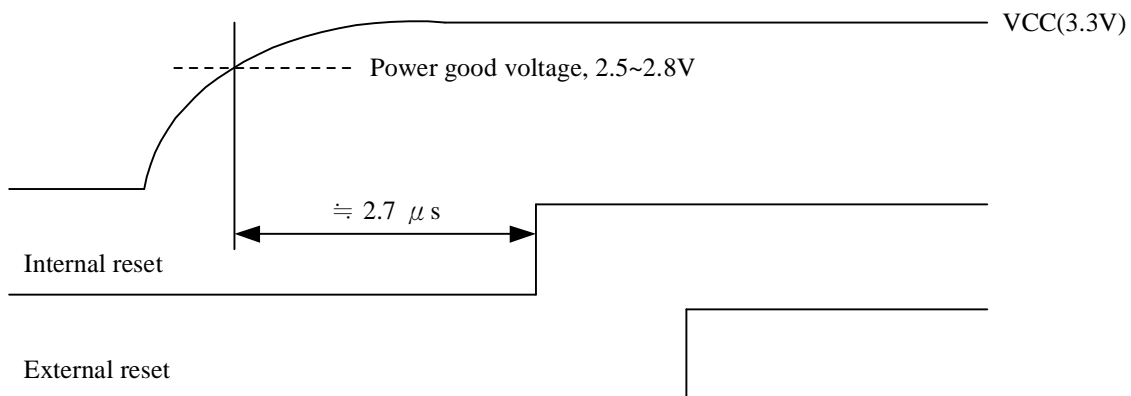 VCC(3.3V)
Power good voltage, 2.5~2.8V
≒ 2.7 μs
Internal reset
External reset